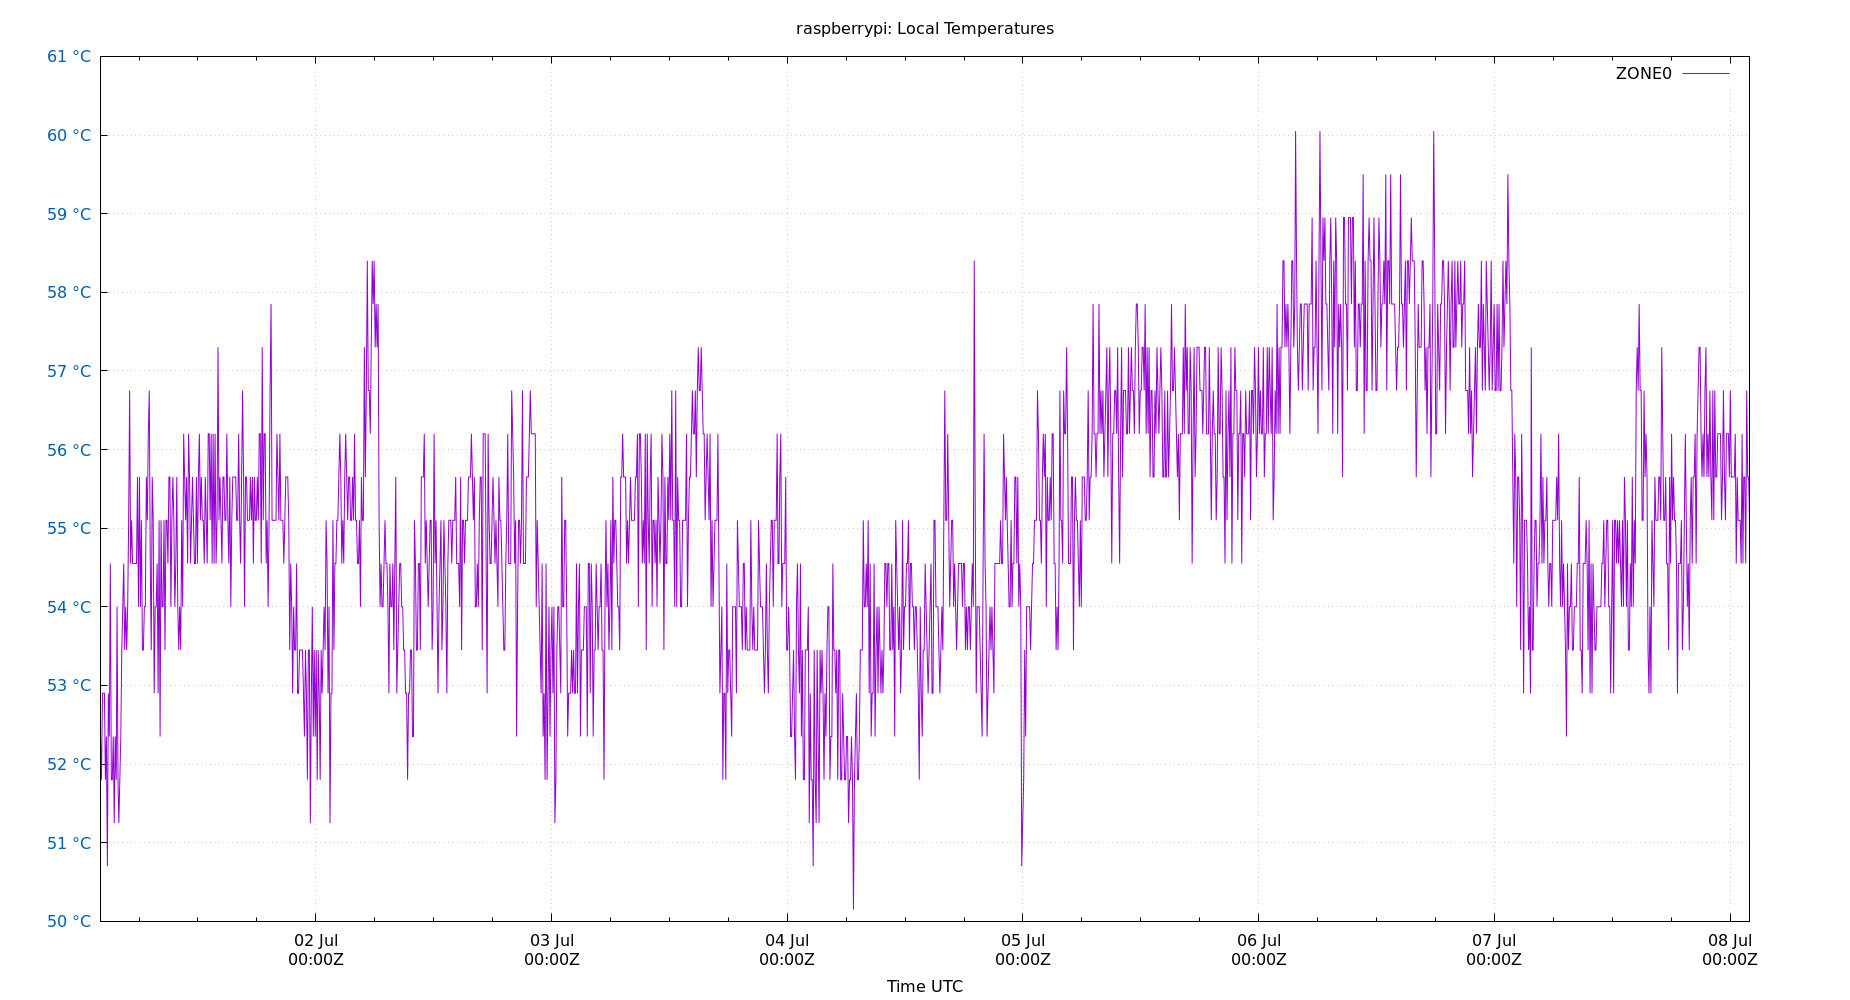 raspberrypi: Local Temperatures
61 °C
ZONE0
60 °C
59 °C
58 °C
57 °C
56 °C
55 °C
54 °C
53 °C
52 °C
51 °C
50 °C
02 Jul 03 Jul 04 Jul 05 Jul 06 Jul 07 Jul 08 Jul
00:00Z 00:00Z 00:00Z 00:00Z 00:00Z 00:00Z 00:00Z
Time UTC